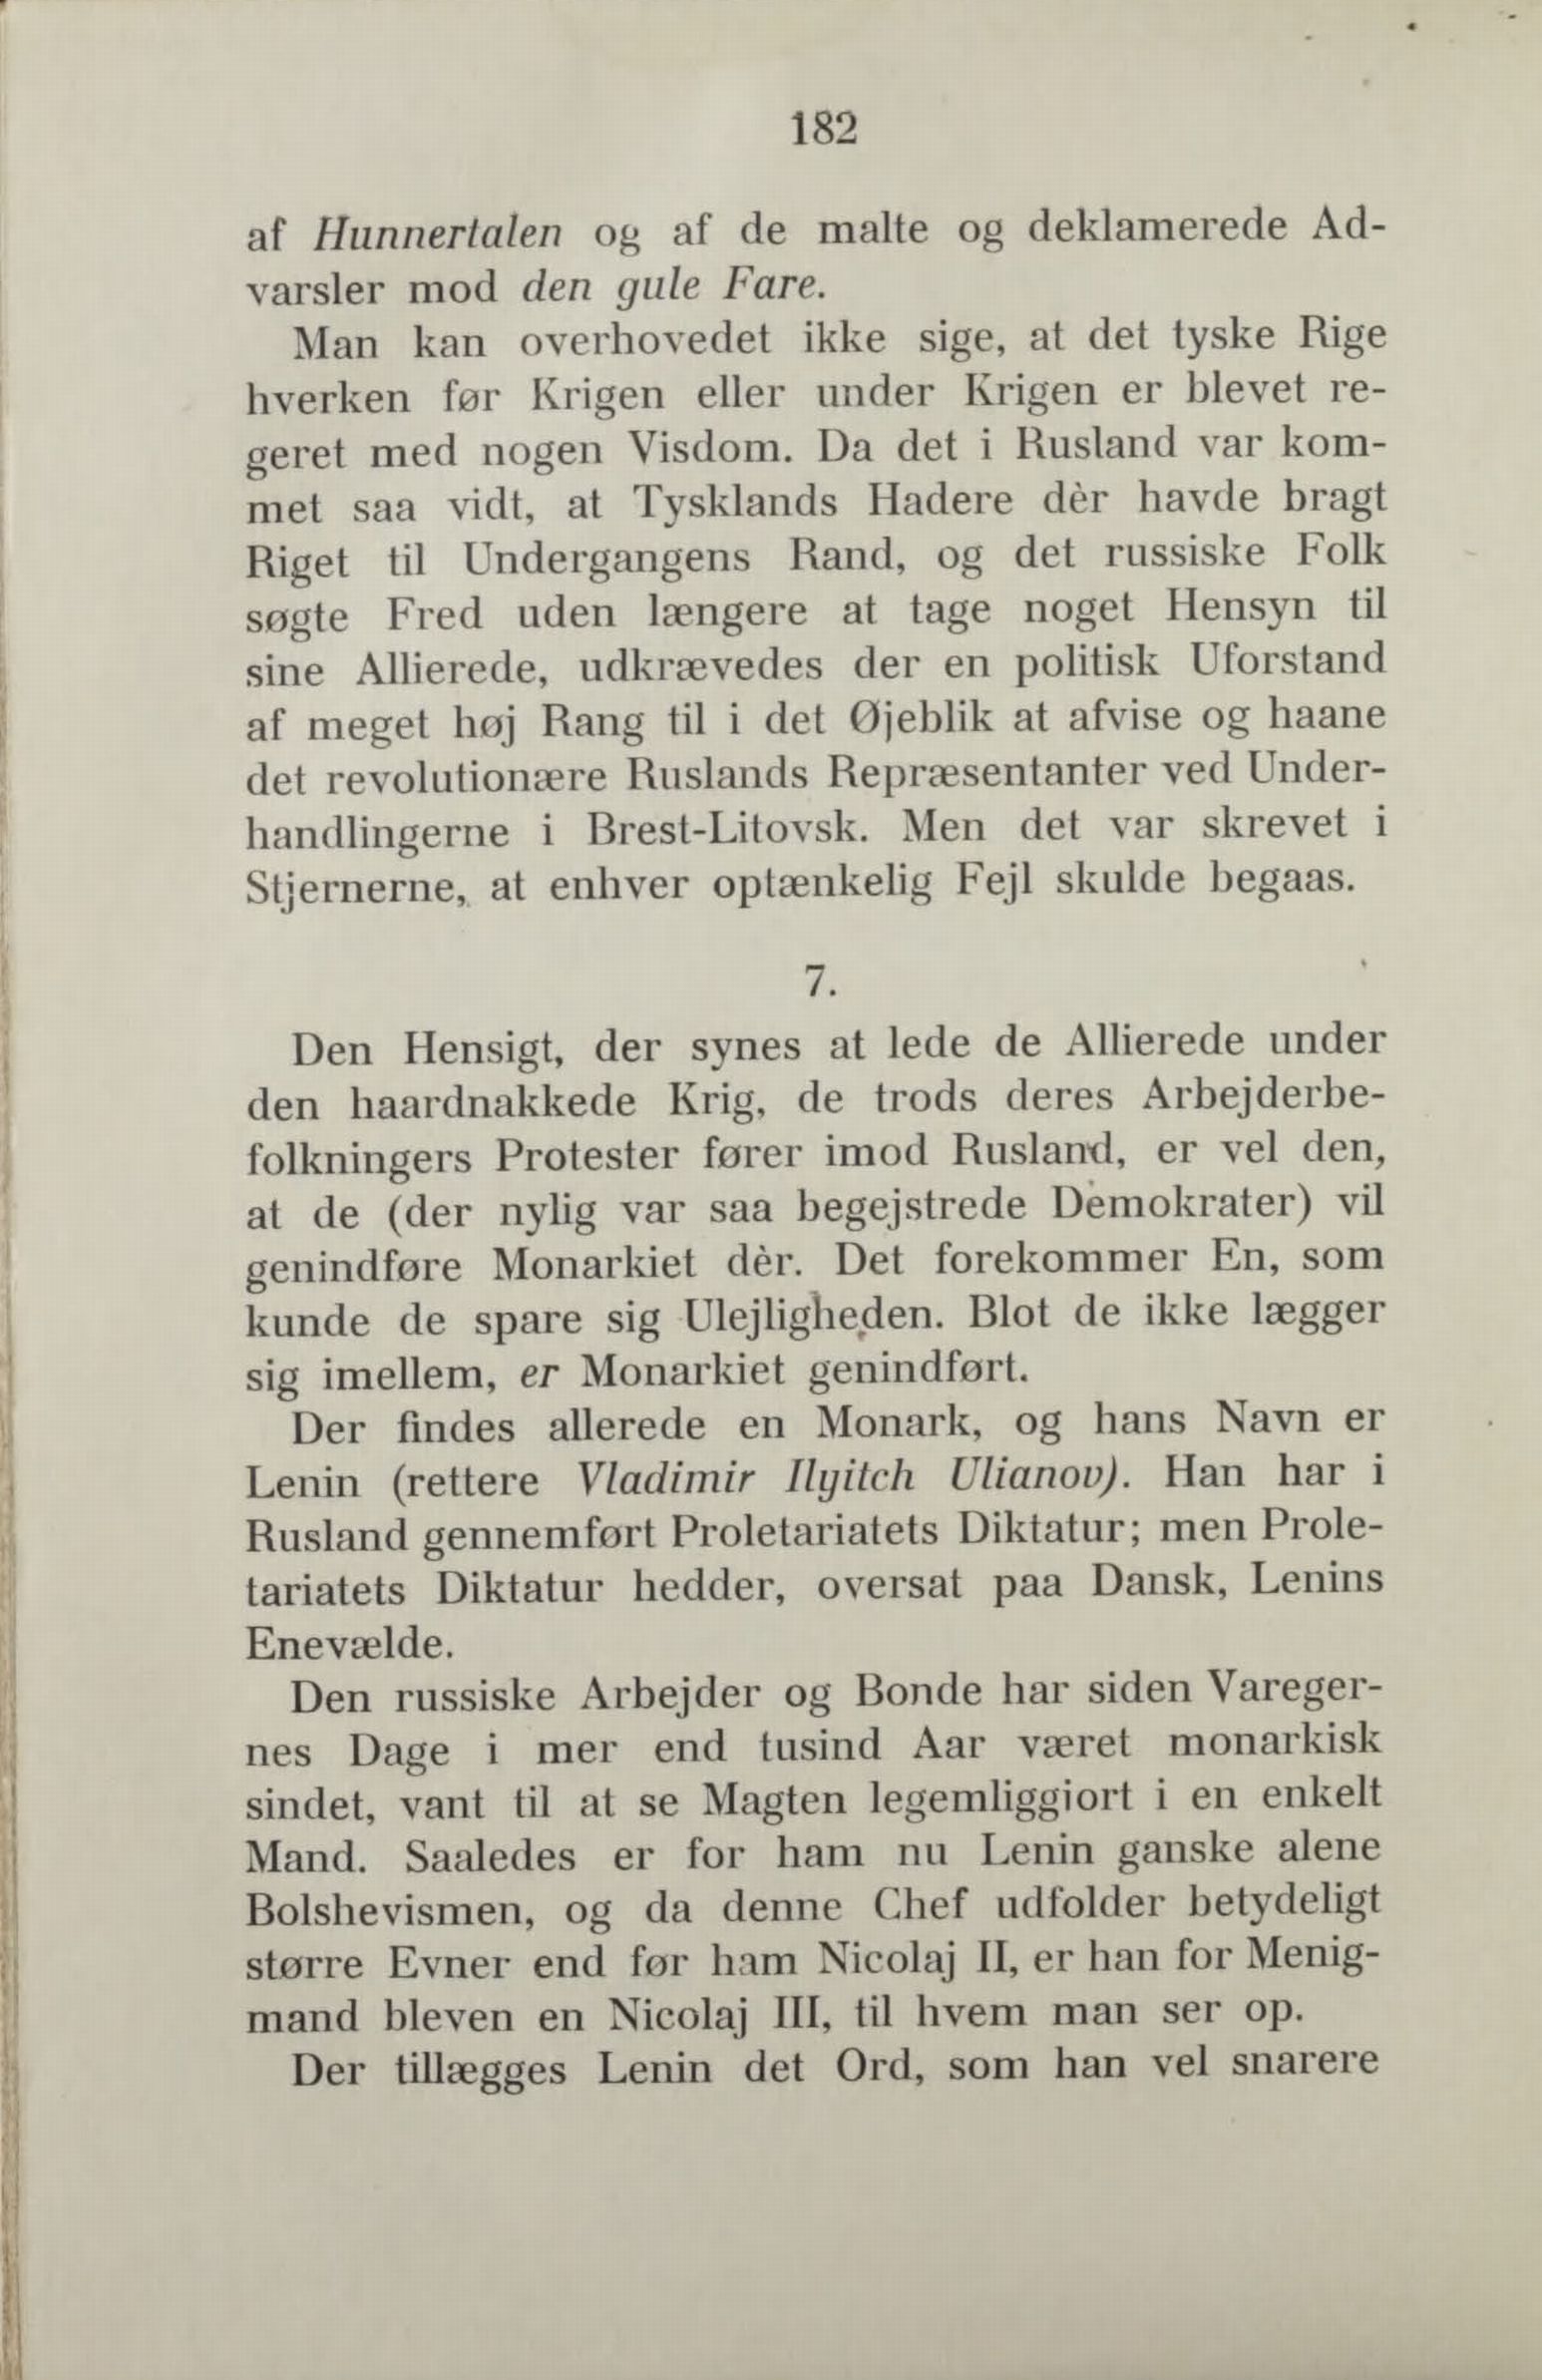 182
af Hunnertalen og af de malte og deklamerede Ad-
varsler mod den gule Fare.
Man kan overhovedet ikke sige, at det tyske Rige
hverken før Krigen eller under Krigen er blevet re-
geret med nogen Visdom. Da det i Rusland var kom-
met saa vidt, at Tysklands Hadere dèr havde bragt
Riget til Undergangens Rand, og det russiske Folk
søgte Fred uden længere at tage noget Hensyn til
sine Allierede, udkrævedes der en politisk Uforstand
af meget høj Rang til i det Øjeblik at afvise og haane
det revolutionære Ruslands Repræsentanter ved Under-
handlingerne i Brest-Litovsk. Men det var skrevet i
Stjernerne, at enhver optænkelig Fejl skulde begaas.
7.
Den Hensigt, der synes at lede de Allierede under
den haardnakkede Krig, de trods deres Arbejderbe-
folkningers Protester fører imod Rusland, er vel den,
at de (der nylig var saa begejstrede Demokrater) vil
genindføre Monarkiet dèr. Det forekommer En, som
kunde de spare sig Ulejligheden. Blot de ikke lægger
sig imellem, er Monarkiet genindført.
Der findes allerede en Monark, og hans Navn er
Lenin (rettere Vladimir Ilyitch Ulianov). Han har i
Rusland gennemført Proletariatets Diktatur; men Prole-
tariatets Diktatur hedder, oversat paa Dansk, Lenins
Enevælde.
Den russiske Arbejder og Bonde har siden Vareger-
nes Dage i mer end tusind Aar været monarkisk
sindet, vant til at se Magten legemliggiort i en enkelt
Mand. Saaledes er for ham nu Lenin ganske alene
Bolshevismen, og da denne Chef udfolder betydeligt
større Evner end før ham Nicolaj II, er han for Menig-
mand bleven en Nicolaj III, til hvem man ser op.
Der tillægges Lenin det Ord, som han vel snarere